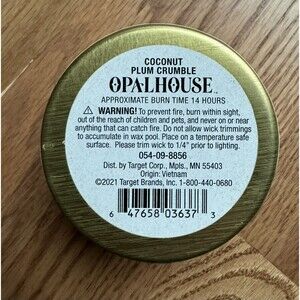 COCONUT
PLUM CRUMBLE
OPALHOUSE™
APPROXIMATE BURN TIME 14 HOURS
⚠ WARNING! To prevent fire, burn within sight,
out of the reach of children and pets, and never on or near
anything that can catch fire. Do not allow wick trimmings
to accumulate in wax pool. Place on a temperature safe
surface. Please trim wick to 1/4" prior to lighting.
054-09-8856
Dist. by Target Corp., Mpls., MN 55403
Origin: Vietnam
©2021 Target Brands, Inc. 1-800-440-0680
6 47658 03637 3